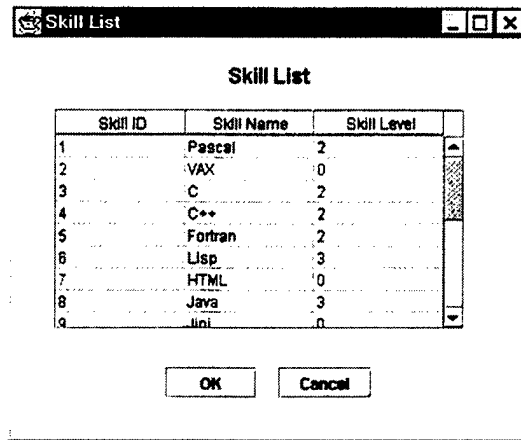 Skill List
Skill List
Skill ID Skill Name Skill Level
1 Pascal 2
2 VAX 0
3 C 2
4 C++ 2
5 Fortran 2
6 Lisp 3
7 HTML 0
8 Java 3
9 Jini 0
OK Cancel